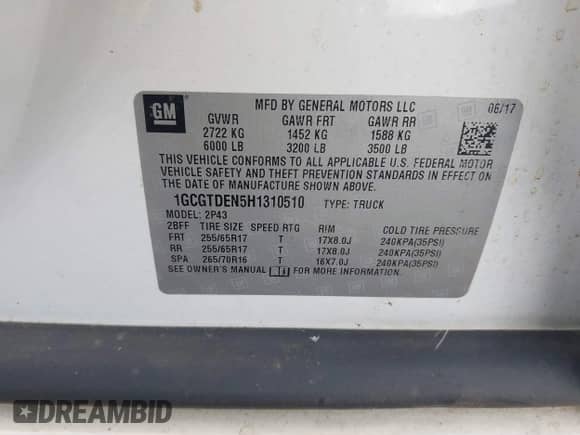 GM
MFD BY GENERAL MOTORS LLC 06/17
GVWR GAWR FRT GAWR RR
2722 KG 1452 KG 1588 KG
6000 LB 3200 LB 3500 LB
THIS VEHICLE CONFORMS TO ALL APPLICABLE U.S. FEDERAL MOTOR
VEHICLE SAFETY AND THEFT PREVENTION STANDARDS IN EFFECT ON
THE DATE OF MANUFACTURE SHOWN ABOVE.
1GCGTDEN5H1310510 TYPE: TRUCK
MODEL: 2P43
2BFF TIRE SIZE SPEED RTG RIM COLD TIRE PRESSURE
FRT 255/65R17 T 17X8.0J 240KPA(35PSI)
RR 255/65R17 T 17X8.0J 240KPA(35PSI)
SPA 265/70R16 T 16X7.0J 240KPA(35PSI)
SEE OWNER'S MANUAL FOR MORE INFORMATION.
DREAMBID